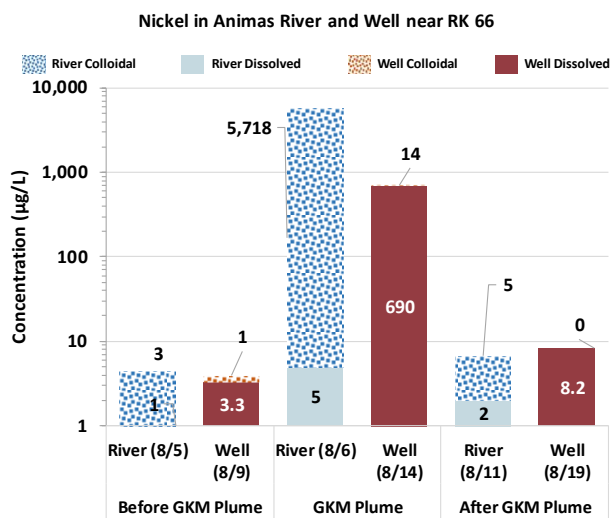 Nickel in Animas River and Well near RK 66
River Colloidal River Dissolved Well Colloidal Well Dissolved
Concentration (µg/L)
10,000
1,000
100
10
1
5,718
14
690
5
3
1
1
3.3
5
2
0
8.2
River (8/5)
Well
(8/9)
River (8/6)
Well
(8/14)
River
(8/11)
Well
(8/19)
Before GKM Plume
GKM Plume
After GKM Plume